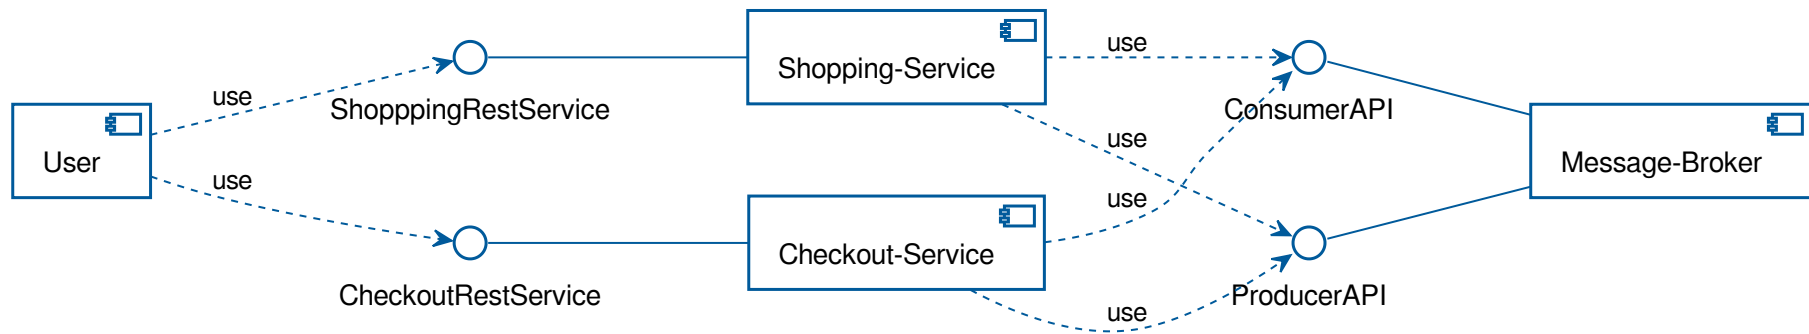 User
use
use
ShopppingRestService
CheckoutRestService
Shopping-Service
Checkout-Service
use
use
use
use
ConsumerAPI
ProducerAPI
Message-Broker